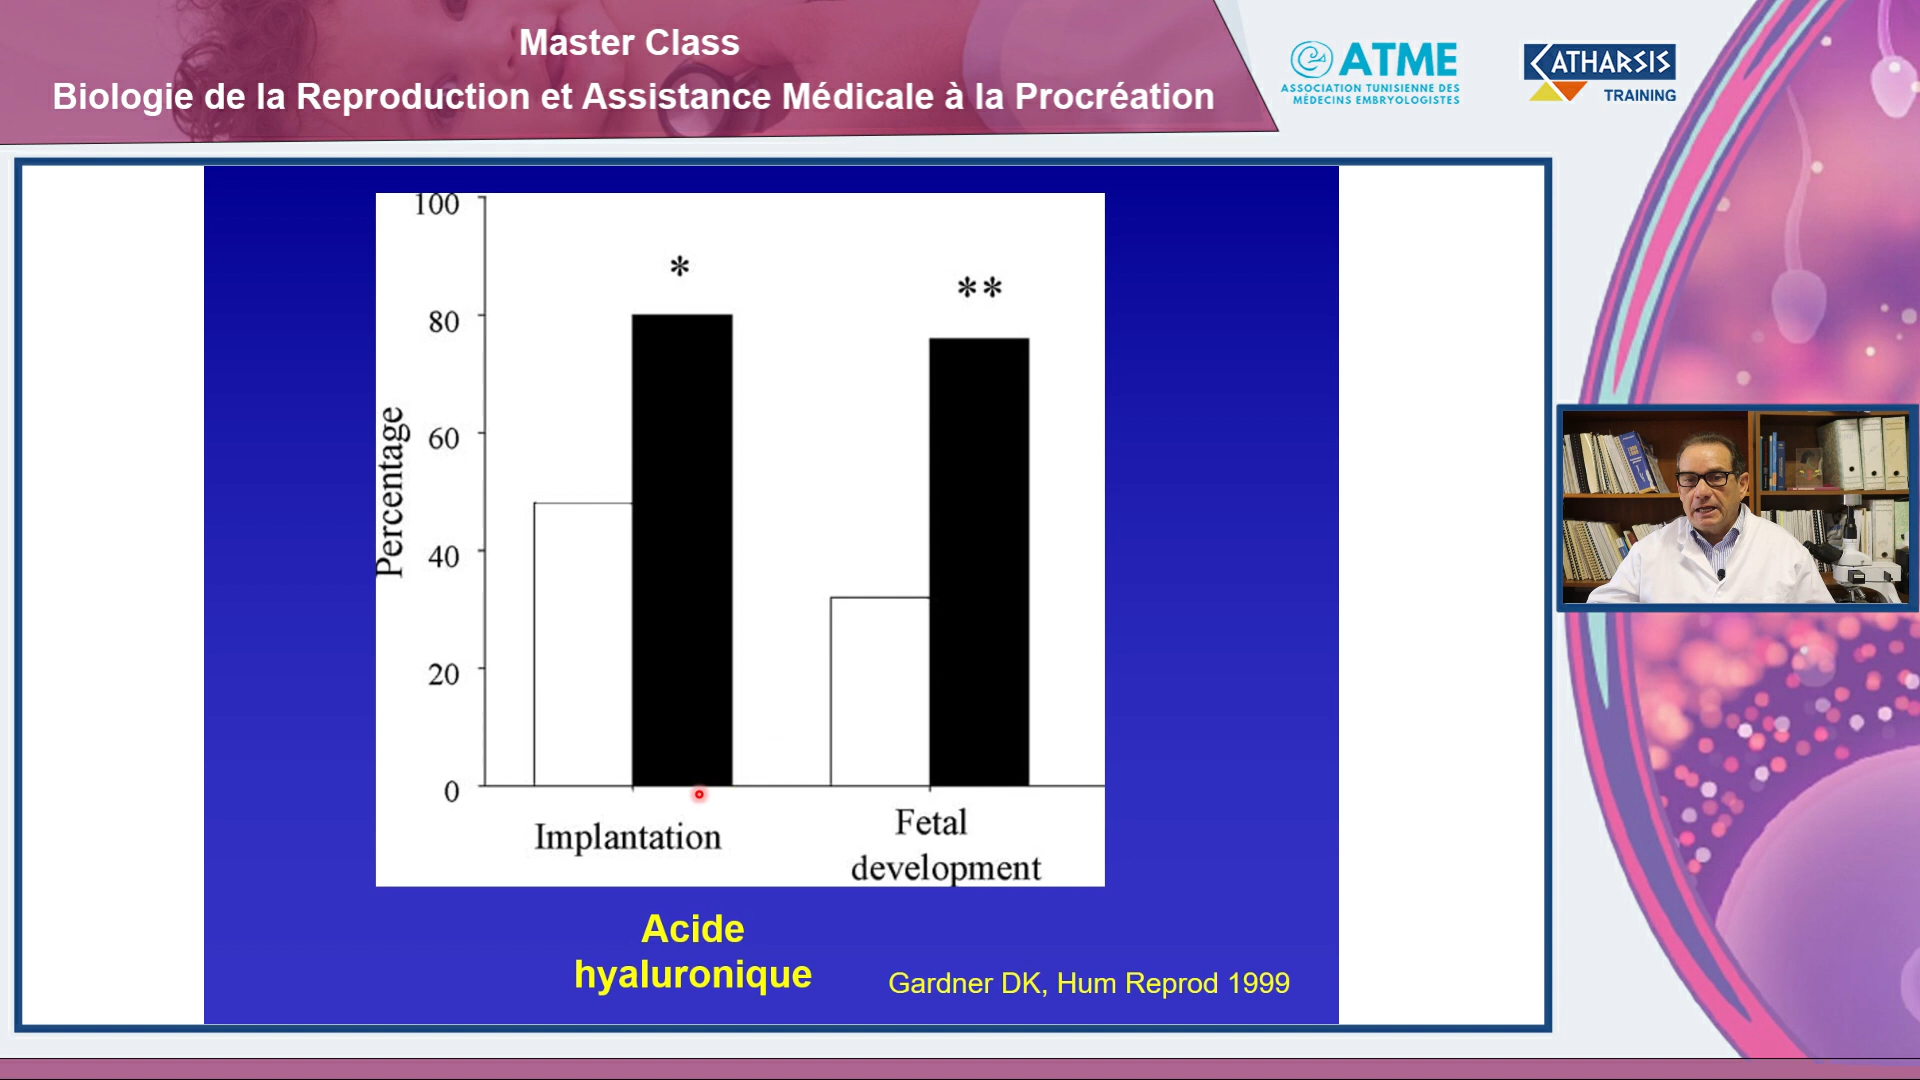 Master Class
Biologie de la Reproduction et Assistance Médicale à la Procréation
ATME
ASSOCIATION TUNISIENNE DES
MÉDECINS EMBRYOLOGISTES
CATHARSIS
TRAINING
100
80
60
40
20
0
Percentage
*
**
Implantation
Fetal
development
Acide
hyaluronique
Gardner DK, Hum Reprod 1999